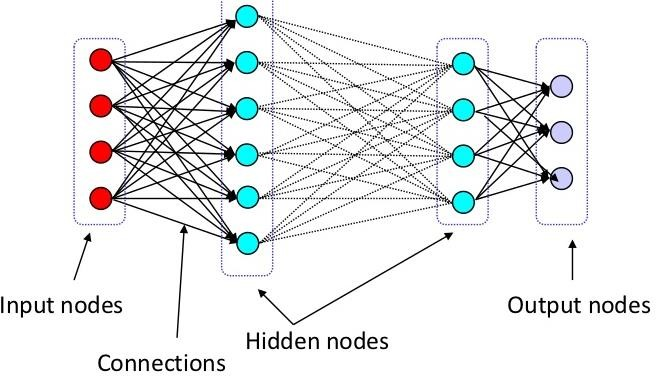 Input nodes
Connections
Hidden nodes
Output nodes